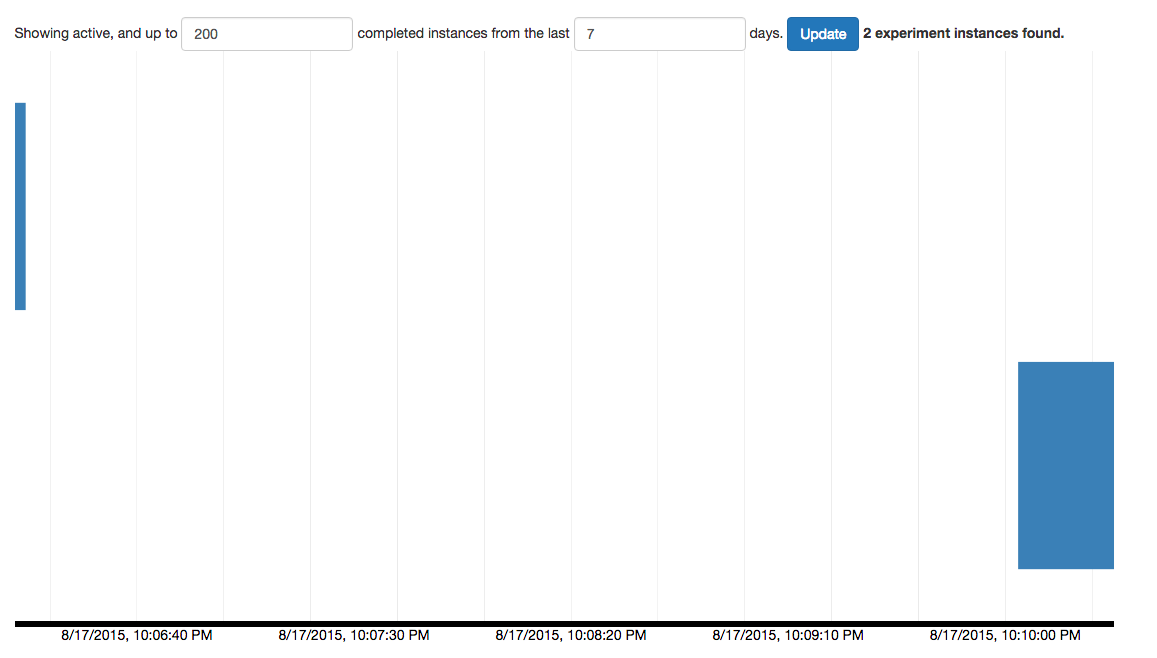 Showing active, and up to 200 completed instances from the last 7 days. Update 2 experiment instances found.
8/17/2015, 10:06:40 PM 8/17/2015, 10:07:30 PM 8/17/2015, 10:08:20 PM 8/17/2015, 10:09:10 PM 8/17/2015, 10:10:00 PM